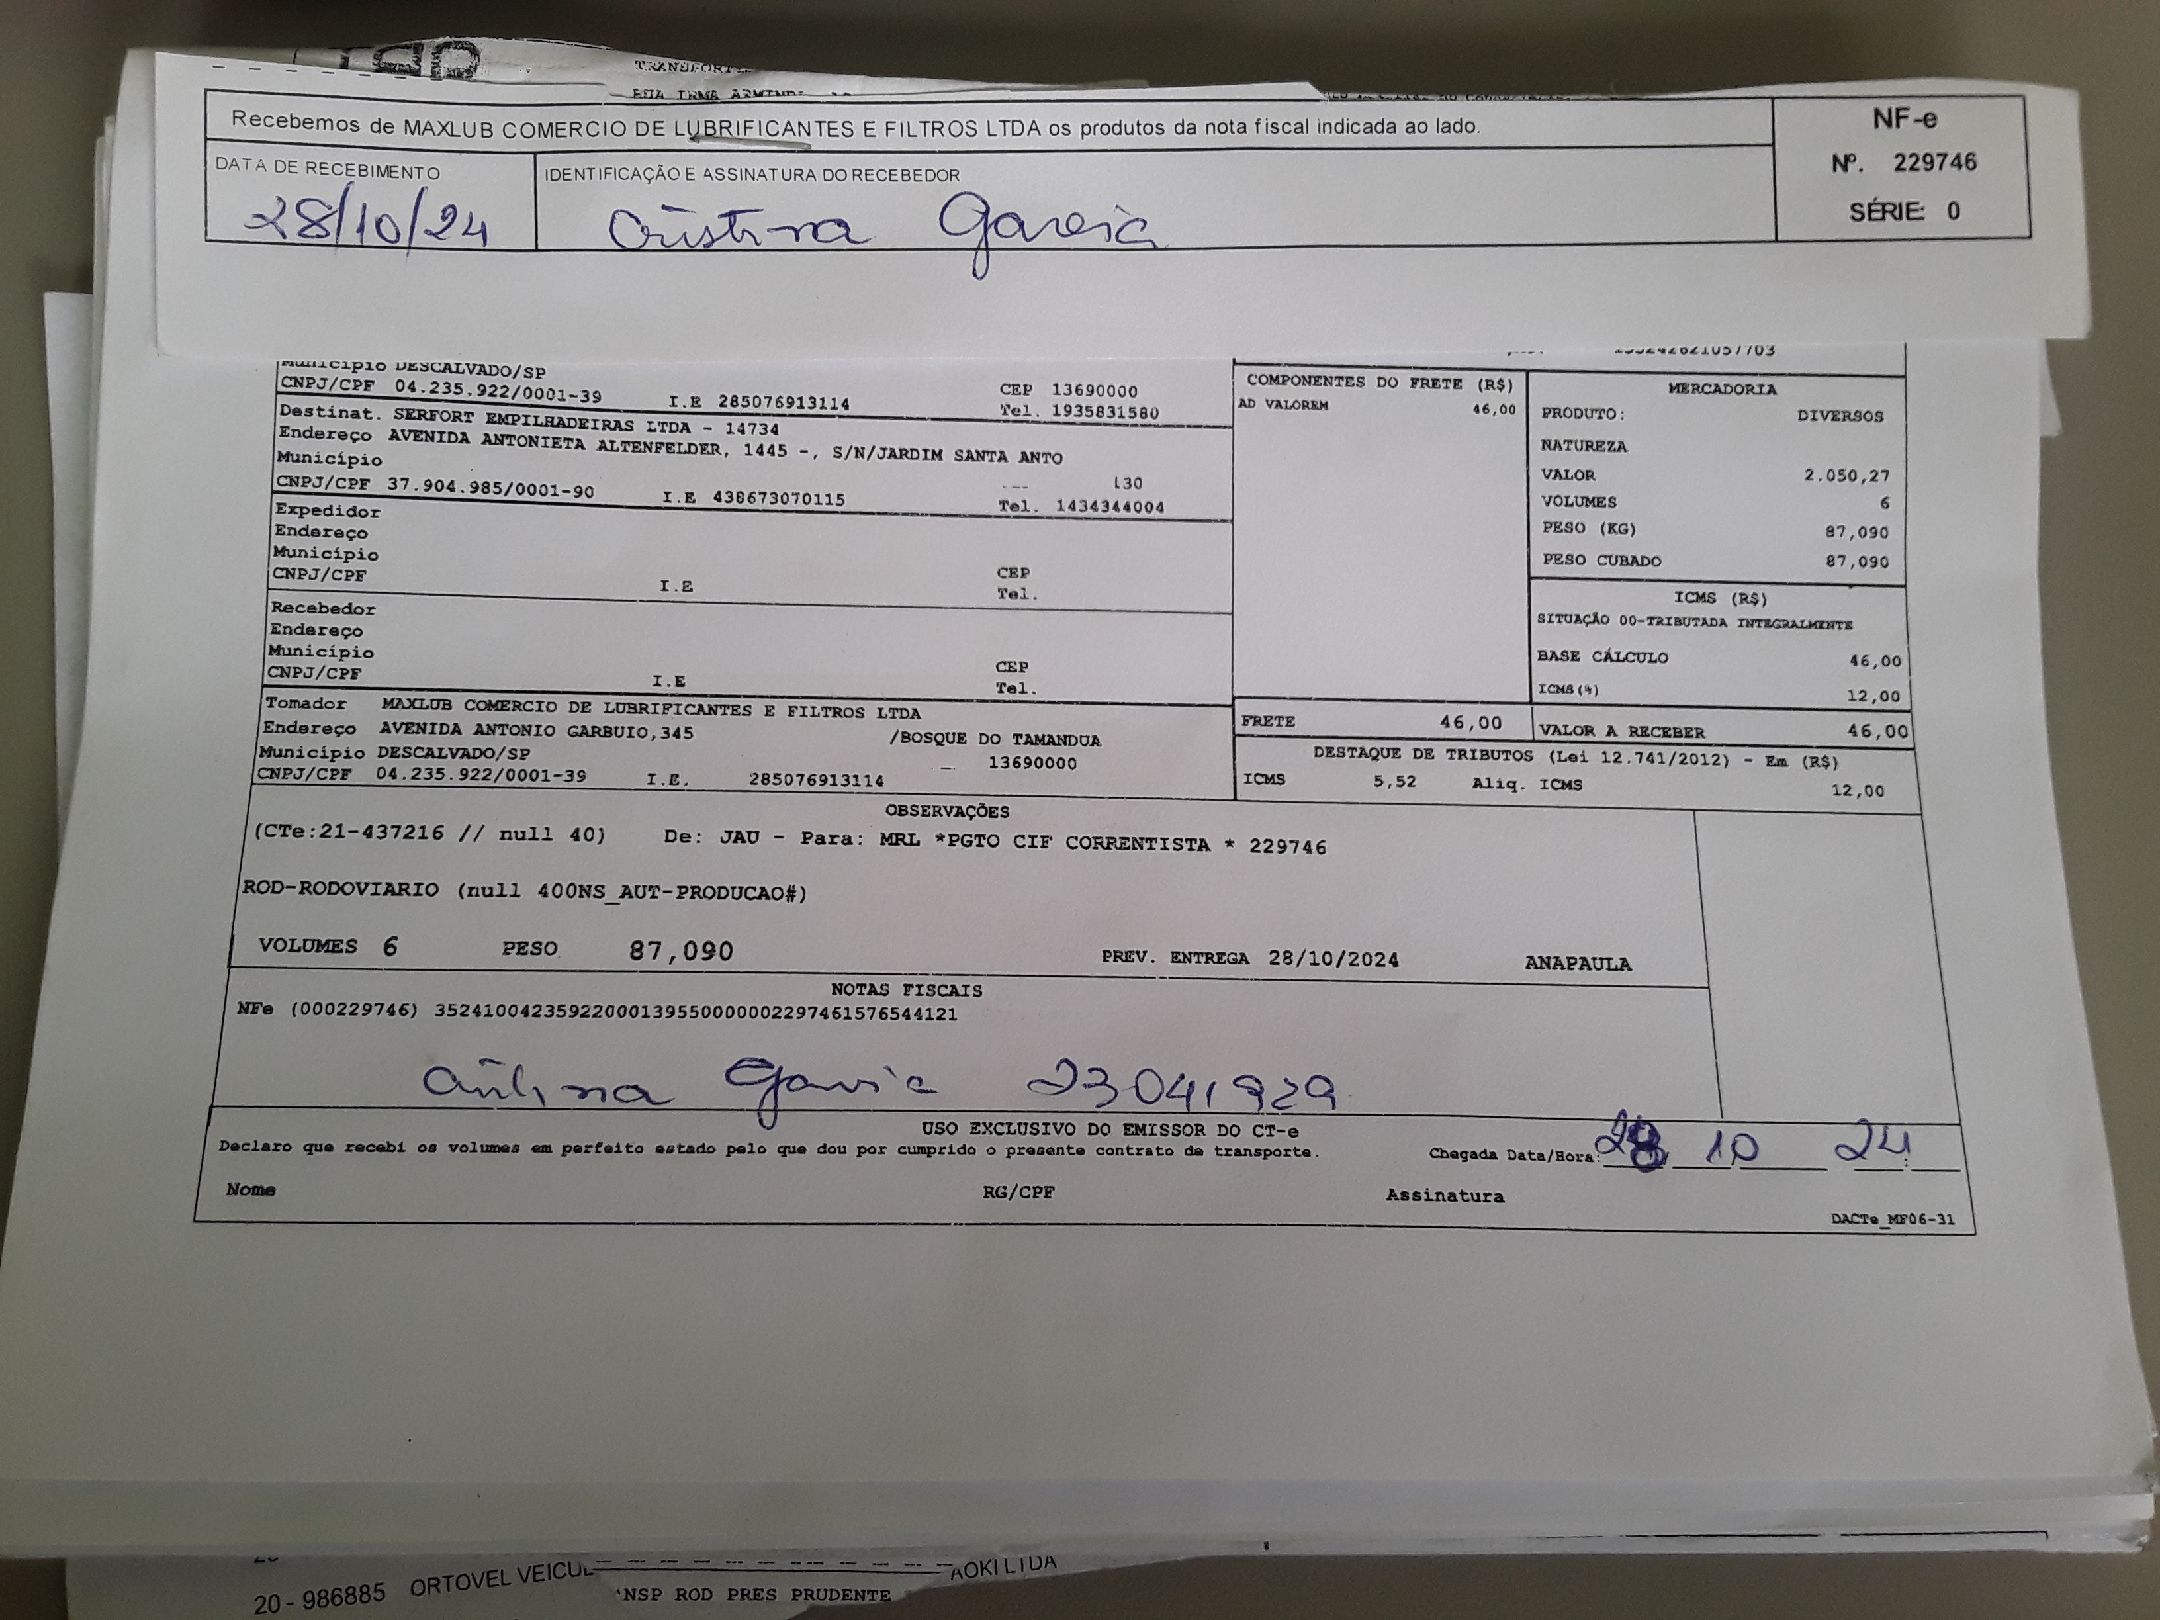 TRANSPORT
RUA IRMA ARMINDA
Recebemos de MAXLUB COMERCIO DE LUBRIFICANTES E FILTROS LTDA os produtos da nota fiscal indicada ao lado.
NF-e
Nº. 229746
SÉRIE: 0
DATA DE RECEBIMENTO
IDENTIFICAÇÃO E ASSINATURA DO RECEBEDOR
28/10/24
Cristina Garcia
Município DESCALVADO/SP
CNPJ/CPF 04.235.922/0001-39 I.E 285076913114
CEP 13690000
Tel. 1935831580
Destinat. SERFORT EMPILHADEIRAS LTDA - 14734
Endereço AVENIDA ANTONIETA ALTENFELDER, 1445 -, S/N/JARDIM SANTA ANTO
Município
130
CNPJ/CPF 37.904.985/0001-90 I.E 438673070115 Tel. 1434344004
Expedidor
Endereço
Município
CNPJ/CPF I.E
CEP
Tel.
Recebedor
Endereço
Município
CNPJ/CPF I.E
CEP
Tel.
Tomador MAXLUB COMERCIO DE LUBRIFICANTES E FILTROS LTDA
Endereço AVENIDA ANTONIO GARBUIO,345 /BOSQUE DO TAMANDUA
Município DESCALVADO/SP 13690000
CNPJ/CPF 04.235.922/0001-39 I.E. 285076913114
COMPONENTES DO FRETE (R$)
AD VALOREM 46,00
MERCADORIA
PRODUTO: DIVERSOS
NATUREZA
VALOR 2.050,27
VOLUMES 6
PESO (KG) 87,090
PESO CUBADO 87,090
ICMS (R$)
SITUAÇÃO 00-TRIBUTADA INTEGRALMENTE
BASE CÁLCULO 46,00
ICMS(%) 12,00
FRETE 46,00
VALOR A RECEBER 46,00
DESTAQUE DE TRIBUTOS (Lei 12.741/2012) - Em (R$)
ICMS 5,52 Aliq. ICMS 12,00
OBSERVAÇÕES
(CTe:21-437216 // null 40) De: JAU - Para: MRL *PGTO CIF CORRENTISTA * 229746
ROD-RODOVIARIO (null 400NS_AUT-PRODUCAO#)
VOLUMES 6 PESO 87,090 PREV. ENTREGA 28/10/2024 ANAPAULA
NOTAS FISCAIS
NFe (000229746) 35241004235922000139550000002297461576544121
Cristina Garcia 23041929
USO EXCLUSIVO DO EMISSOR DO CT-e
Declaro que recebi os volumes em perfeito estado pelo que dou por cumprido o presente contrato de transporte.
Chegada Data/Hora: 28 10 24
Nome RG/CPF Assinatura
DACTe_MF06-31
20 - 986885 ORTOVEL VEICUL AOKI LTDA
NSP ROD PRES PRUDENTE